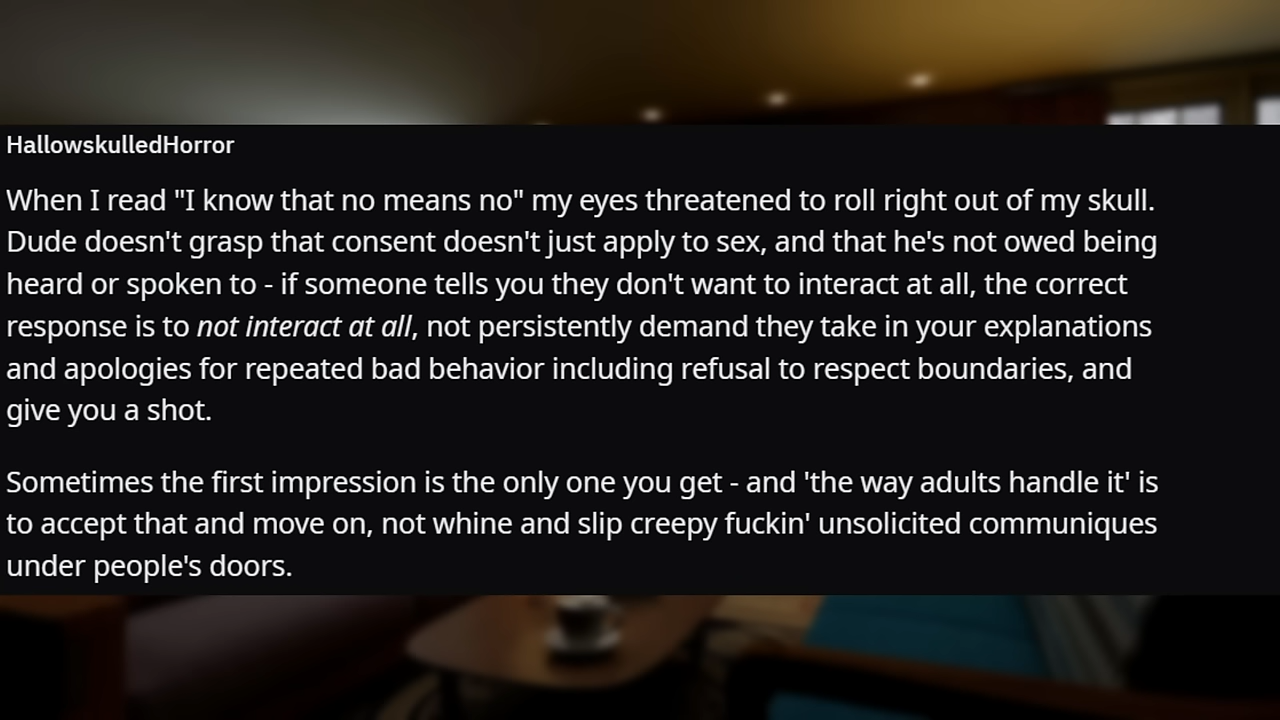 HallowskulledHorror
When I read "I know that no means no" my eyes threatened to roll right out of my skull.
Dude doesn't grasp that consent doesn't just apply to sex, and that he's not owed being
heard or spoken to - if someone tells you they don't want to interact at all, the correct
response is to not interact at all, not persistently demand they take in your explanations
and apologies for repeated bad behavior including refusal to respect boundaries, and
give you a shot.
Sometimes the first impression is the only one you get - and 'the way adults handle it' is
to accept that and move on, not whine and slip creepy fuckin' unsolicited communiques
under people's doors.